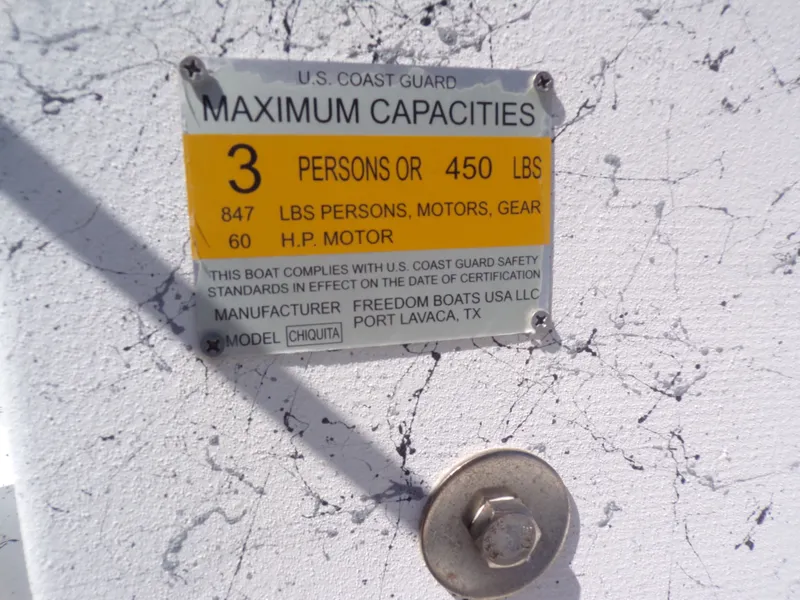 U.S. COAST GUARD
MAXIMUM CAPACITIES
3 PERSONS OR 450 LBS
847 LBS PERSONS, MOTORS, GEAR
60 H.P. MOTOR
THIS BOAT COMPLIES WITH U.S. COAST GUARD SAFETY
STANDARDS IN EFFECT ON THE DATE OF CERTIFICATION
MANUFACTURER FREEDOM BOATS USA LLC
PORT LAVACA, TX
MODEL CHIQUITA